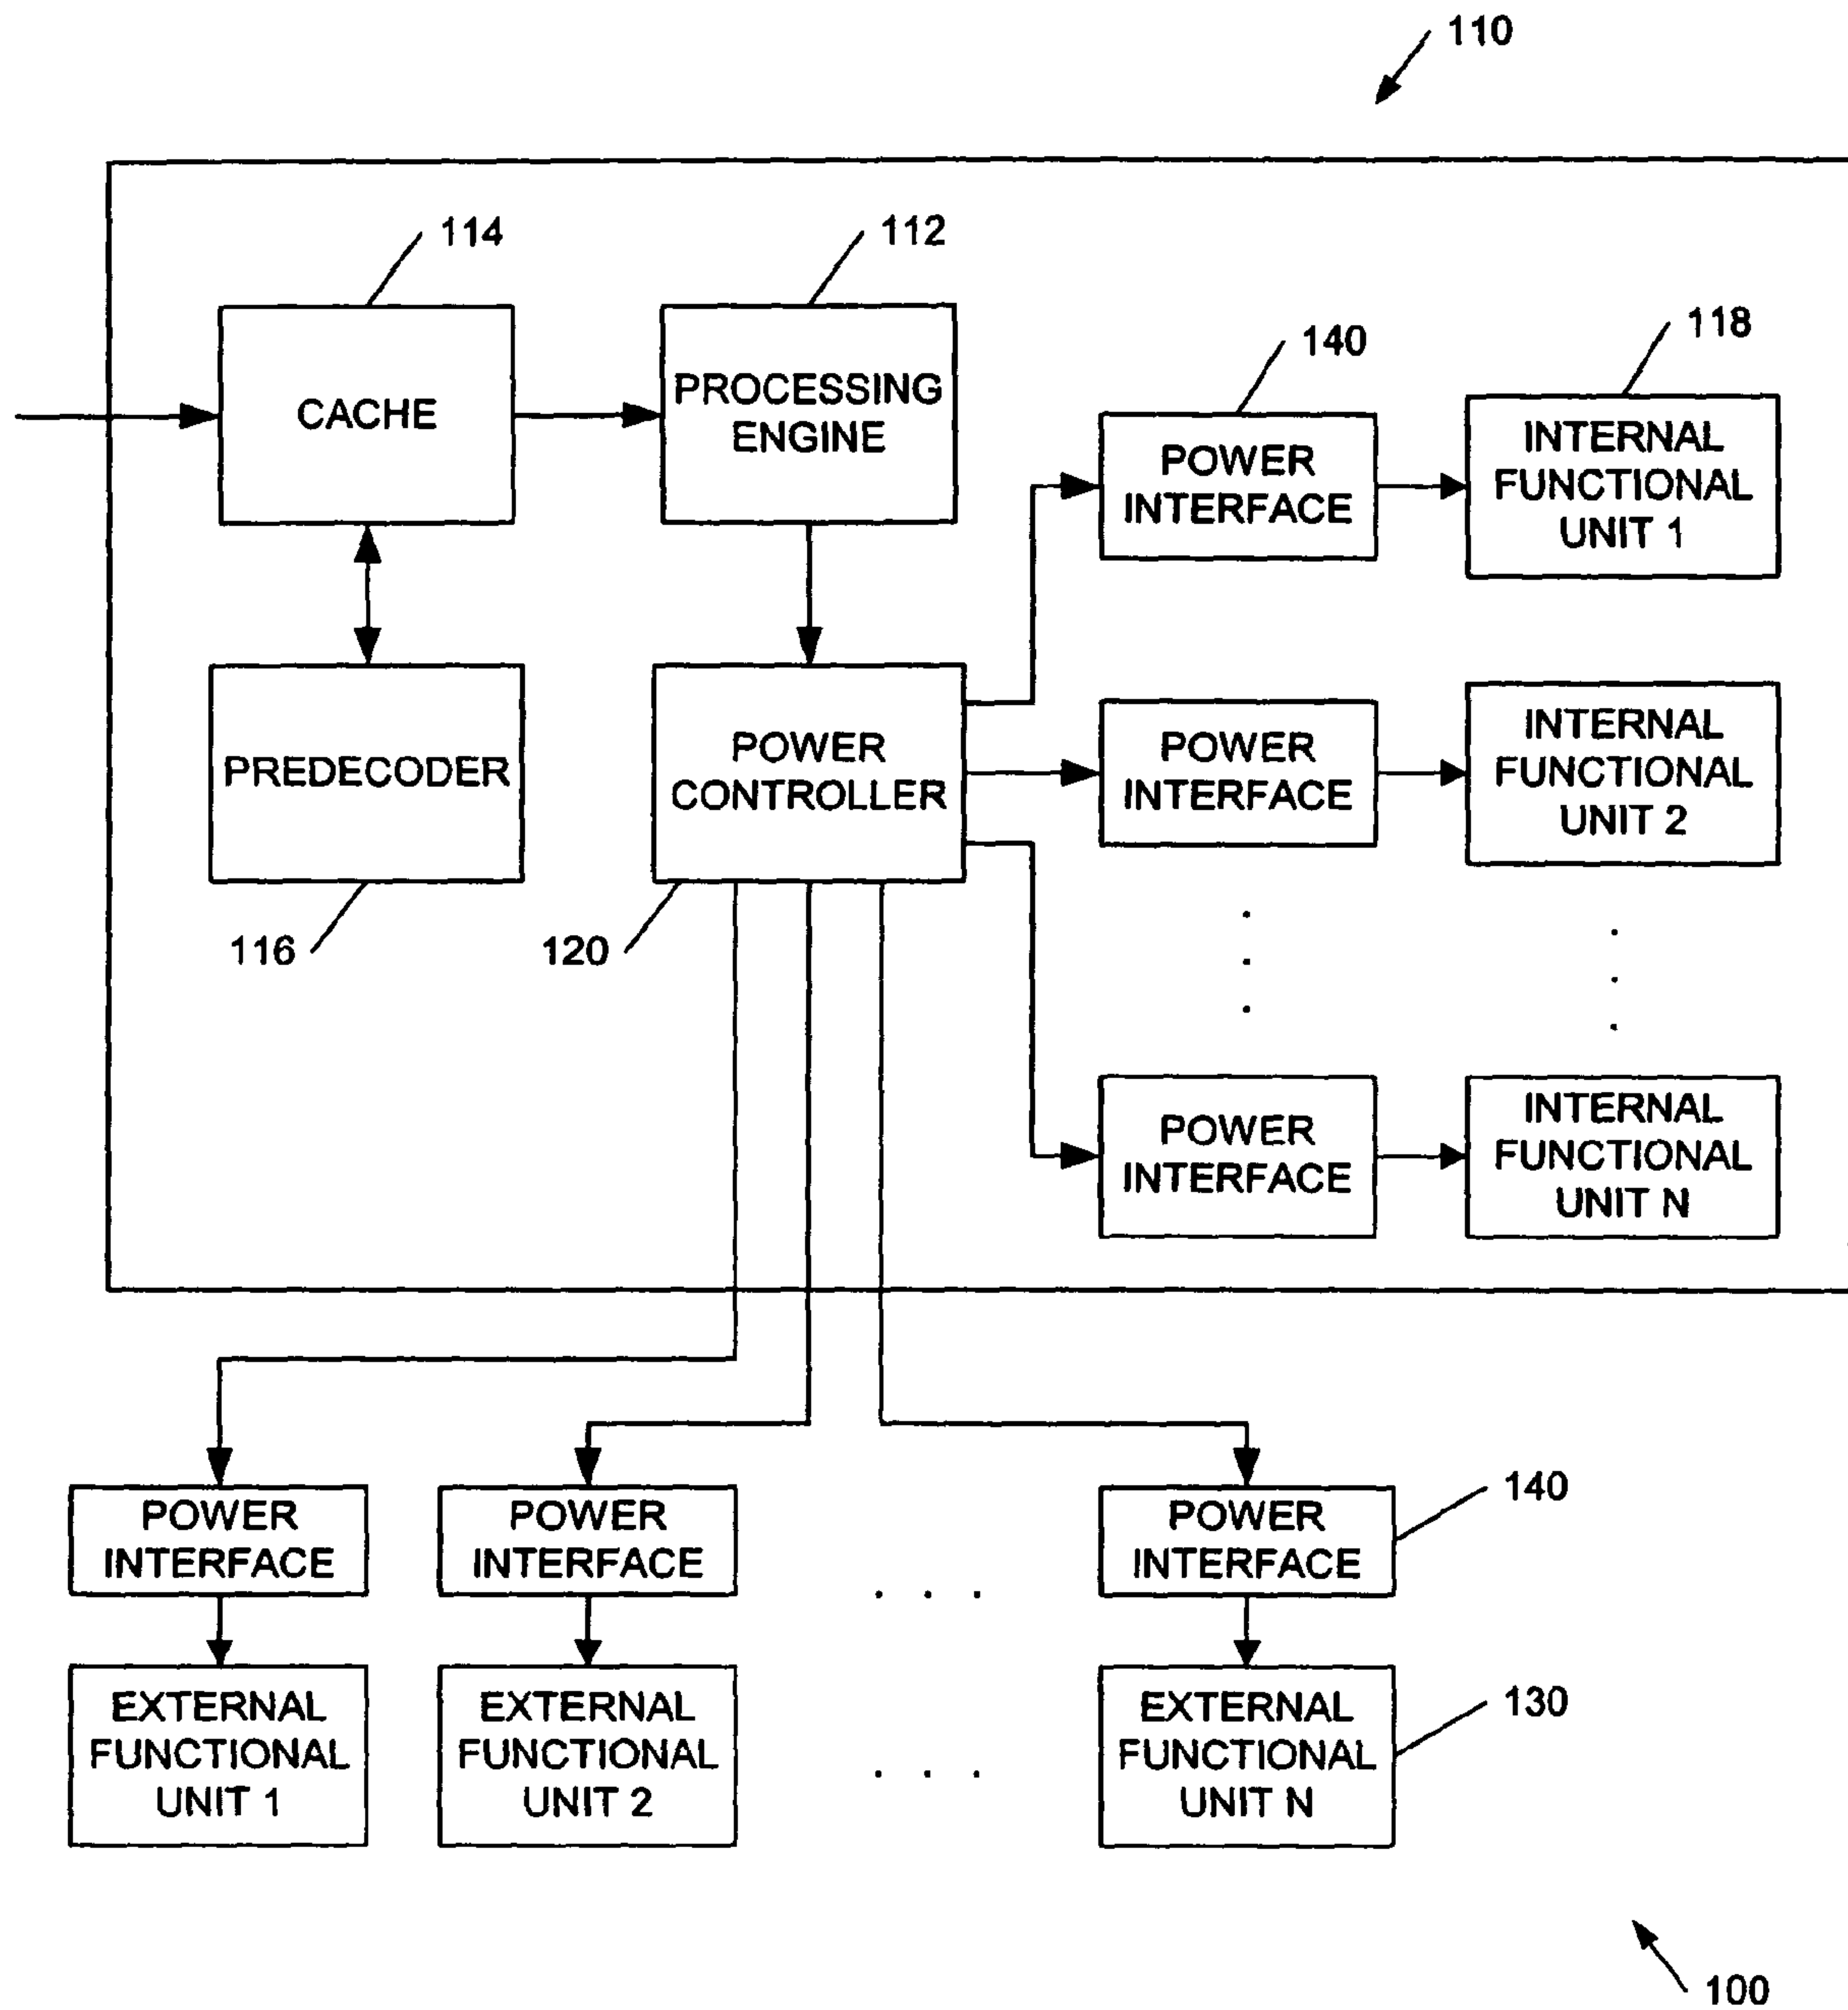 110
114
112
140
118
CACHE
PROCESSING
ENGINE
POWER
INTERFACE
INTERNAL
FUNCTIONAL
UNIT 1
PREDECODER
POWER
CONTROLLER
POWER
INTERFACE
INTERNAL
FUNCTIONAL
UNIT 2
116
120
.
.
.
.
.
.
POWER
INTERFACE
INTERNAL
FUNCTIONAL
UNIT N
POWER
INTERFACE
POWER
INTERFACE
. . .
POWER
INTERFACE
140
EXTERNAL
FUNCTIONAL
UNIT 1
EXTERNAL
FUNCTIONAL
UNIT 2
. . .
EXTERNAL
FUNCTIONAL
UNIT N
130
100